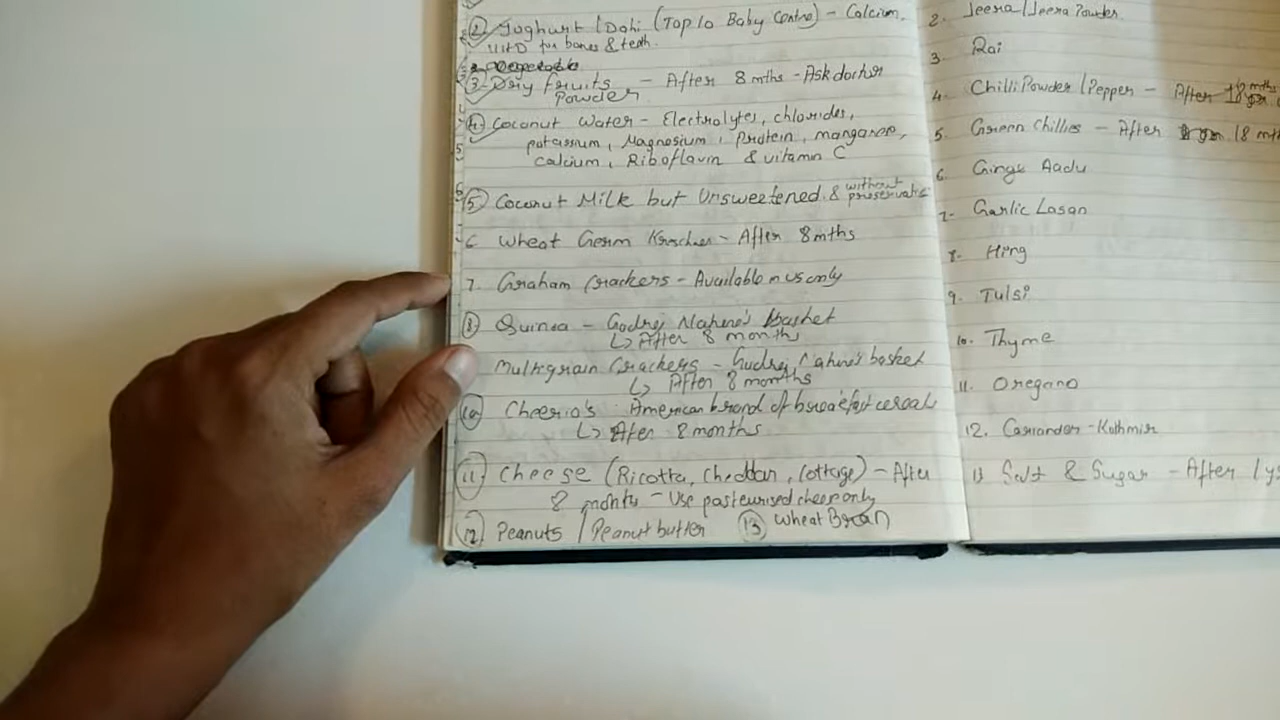 2 Yoghurt / Dahi (Top 10 Baby Centre) - Calcium,
Vit D for bones & teeth.
Vegetable
3 - Dry fruits - After 8 mths - Ask doctor
Powder
4 Coconut Water - Electrolytes, chlorides,
potassium, Magnesium, Protein, manganese,
calcium, Riboflavin & vitamin C
5 Coconut Milk but Unsweetened & without
preservative
6 Wheat Germ - After 8 mths
7. Graham Crackers - Available in US only
8 Quinoa - Godrej Nature's basket
↳ After 8 months
Multigrain Crackers - Godrej Nature's basket
↳ After 8 months
10 Cheerio's: American brand of breakfast cereals
↳ After 8 months
11 Cheese (Ricotta, Cheddar, Cottage) - After
8 months - Use pasteurised cheese only
12 Peanuts / Peanut butter 13 Wheat Bran
2. Jeera / Jeera Powder
3. Rai
4. Chilli Powder / Pepper - After 18 mths
5. Green Chillies - After 18 mth
6. Ginge Aadu
7. Garlic Lasan
8. Hing
9. Tulsi
10. Thyme
11. Oregano
12. Coriander - Kothmir
13 Salt & Sugar - After 1 y